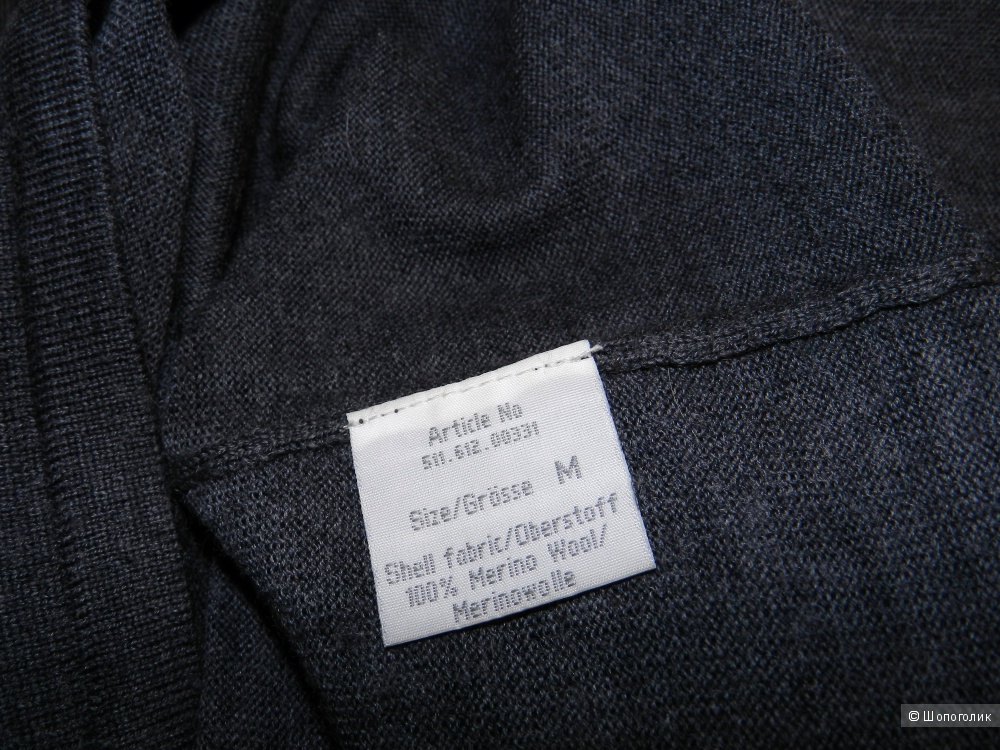 Article No
511.612.00331
Size/Grösse M
Shell fabric/Oberstoff
100% Merino Wool/
Merinowolle
© Шопоголик